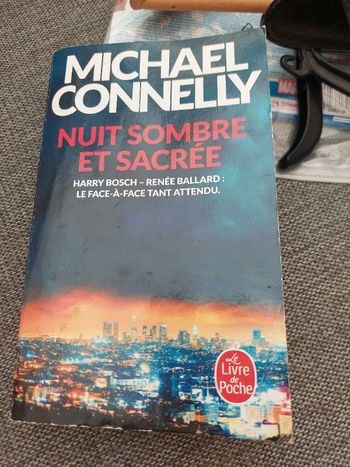 MICHAEL
CONNELLY
NUIT SOMBRE
ET SACRÉE
HARRY BOSCH – RENÉE BALLARD :
LE FACE-À-FACE TANT ATTENDU.
Le
Livre
de
Poche